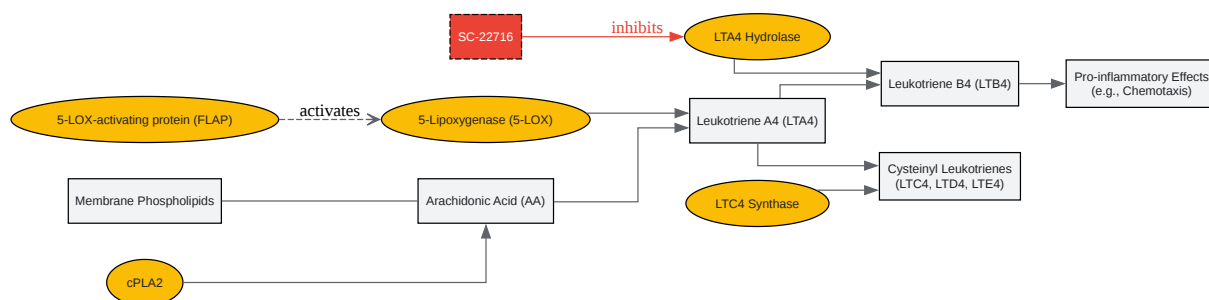 inhibits
SC-22716
LTA4 Hydrolase
Leukotriene B4 (LTB4)
Pro-inflammatory Effects
(e.g., Chemotaxis)
activates
5-LOX-activating protein (FLAP)
5-Lipoxygenase (5-LOX)
Leukotriene A4 (LTA4)
Cysteinyl Leukotrienes
(LTC4, LTD4, LTE4)
Membrane Phospholipids
Arachidonic Acid (AA)
LTC4 Synthase
cPLA2